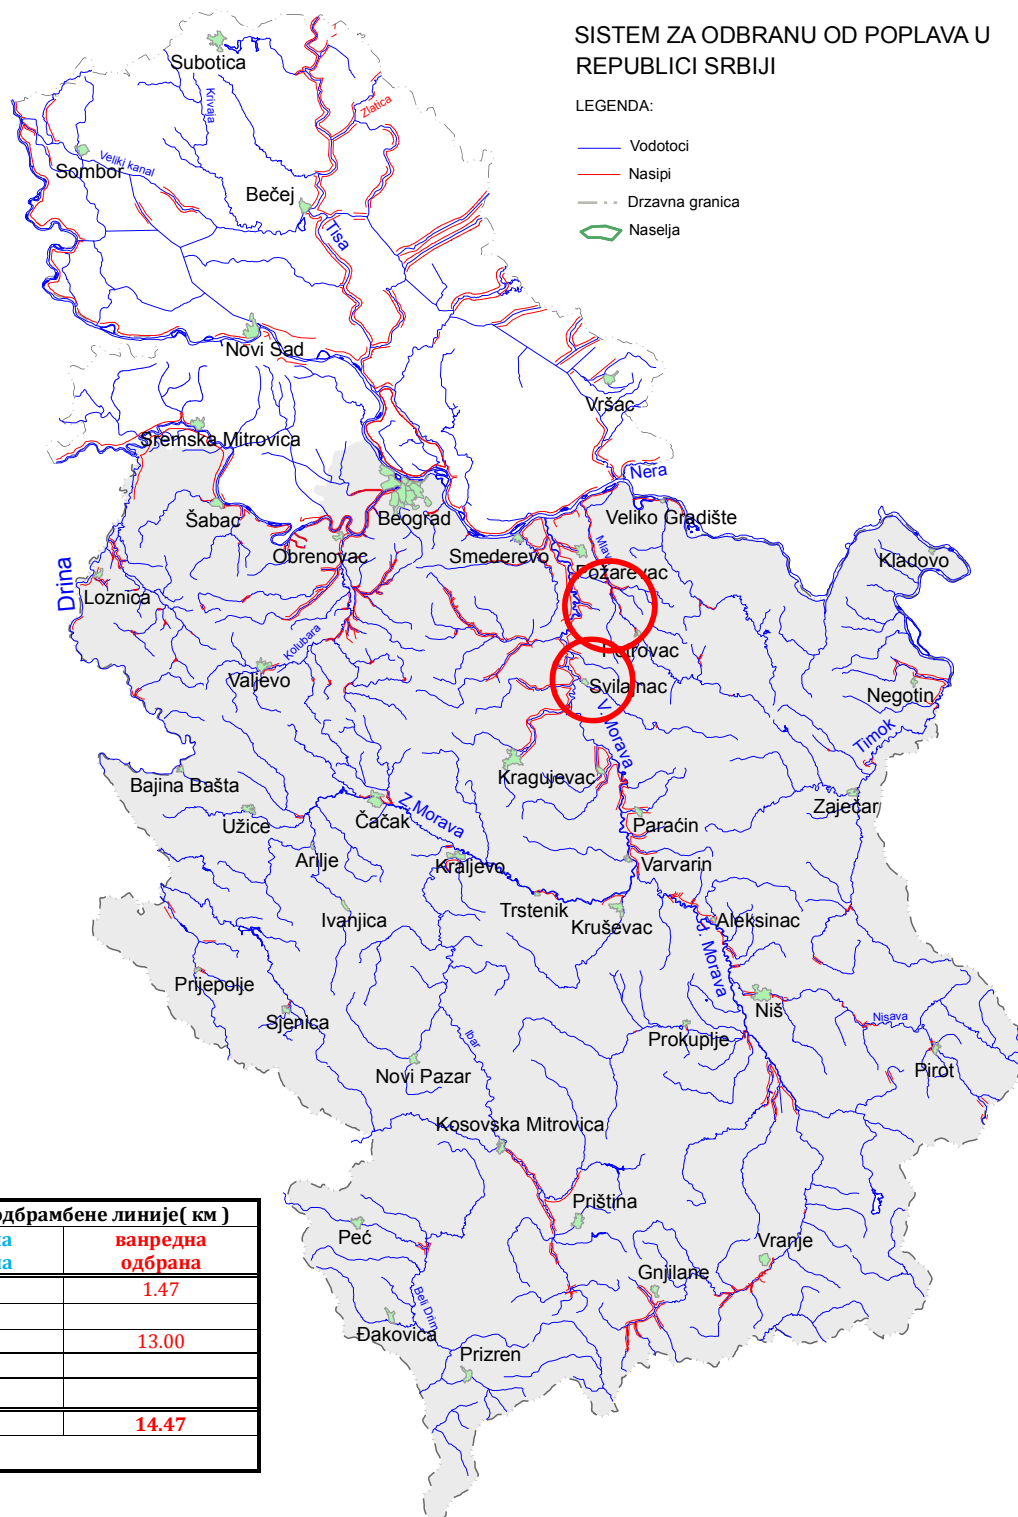 SISTEM ZA ODBRANU OD POPLAVA U
REPUBLICI SRBIJI
LEGENDA:
Vodotoci
Nasipi
Drzavna granica
Naselja
Subotica
Krivaja
Zlatica
Sombor
Veliki kanal
Bečej
Tisa
Novi Sad
Vršac
Sremska Mitrovica
Nera
Šabac
Beograd
Veliko Gradište
Obrenovac
Smederevo
Kladovo
Drina
Požarevac
Loznica
Kolubara
Petrovac
Valjevo
Svilajnac
Negotin
V. Morava
Timok
Bajina Bašta
Kragujevac
Zaječar
Užice
Čačak
Z.Morava
Paraćin
Arilje
Kraljevo
Varvarin
Ivanjica
Trstenik
Kruševac
Aleksinac
J. Morava
Prijepolje
Niš
Sjenica
Ibar
Prokuplje
Nisava
Novi Pazar
Pirot
Kosovska Mitrovica
Priština
Peć
Vranje
Gnjilane
Beli Drim
Đakovica
Prizren
одбрамбене линије( км )
ванредна
одбрана
1.47
13.00
14.47